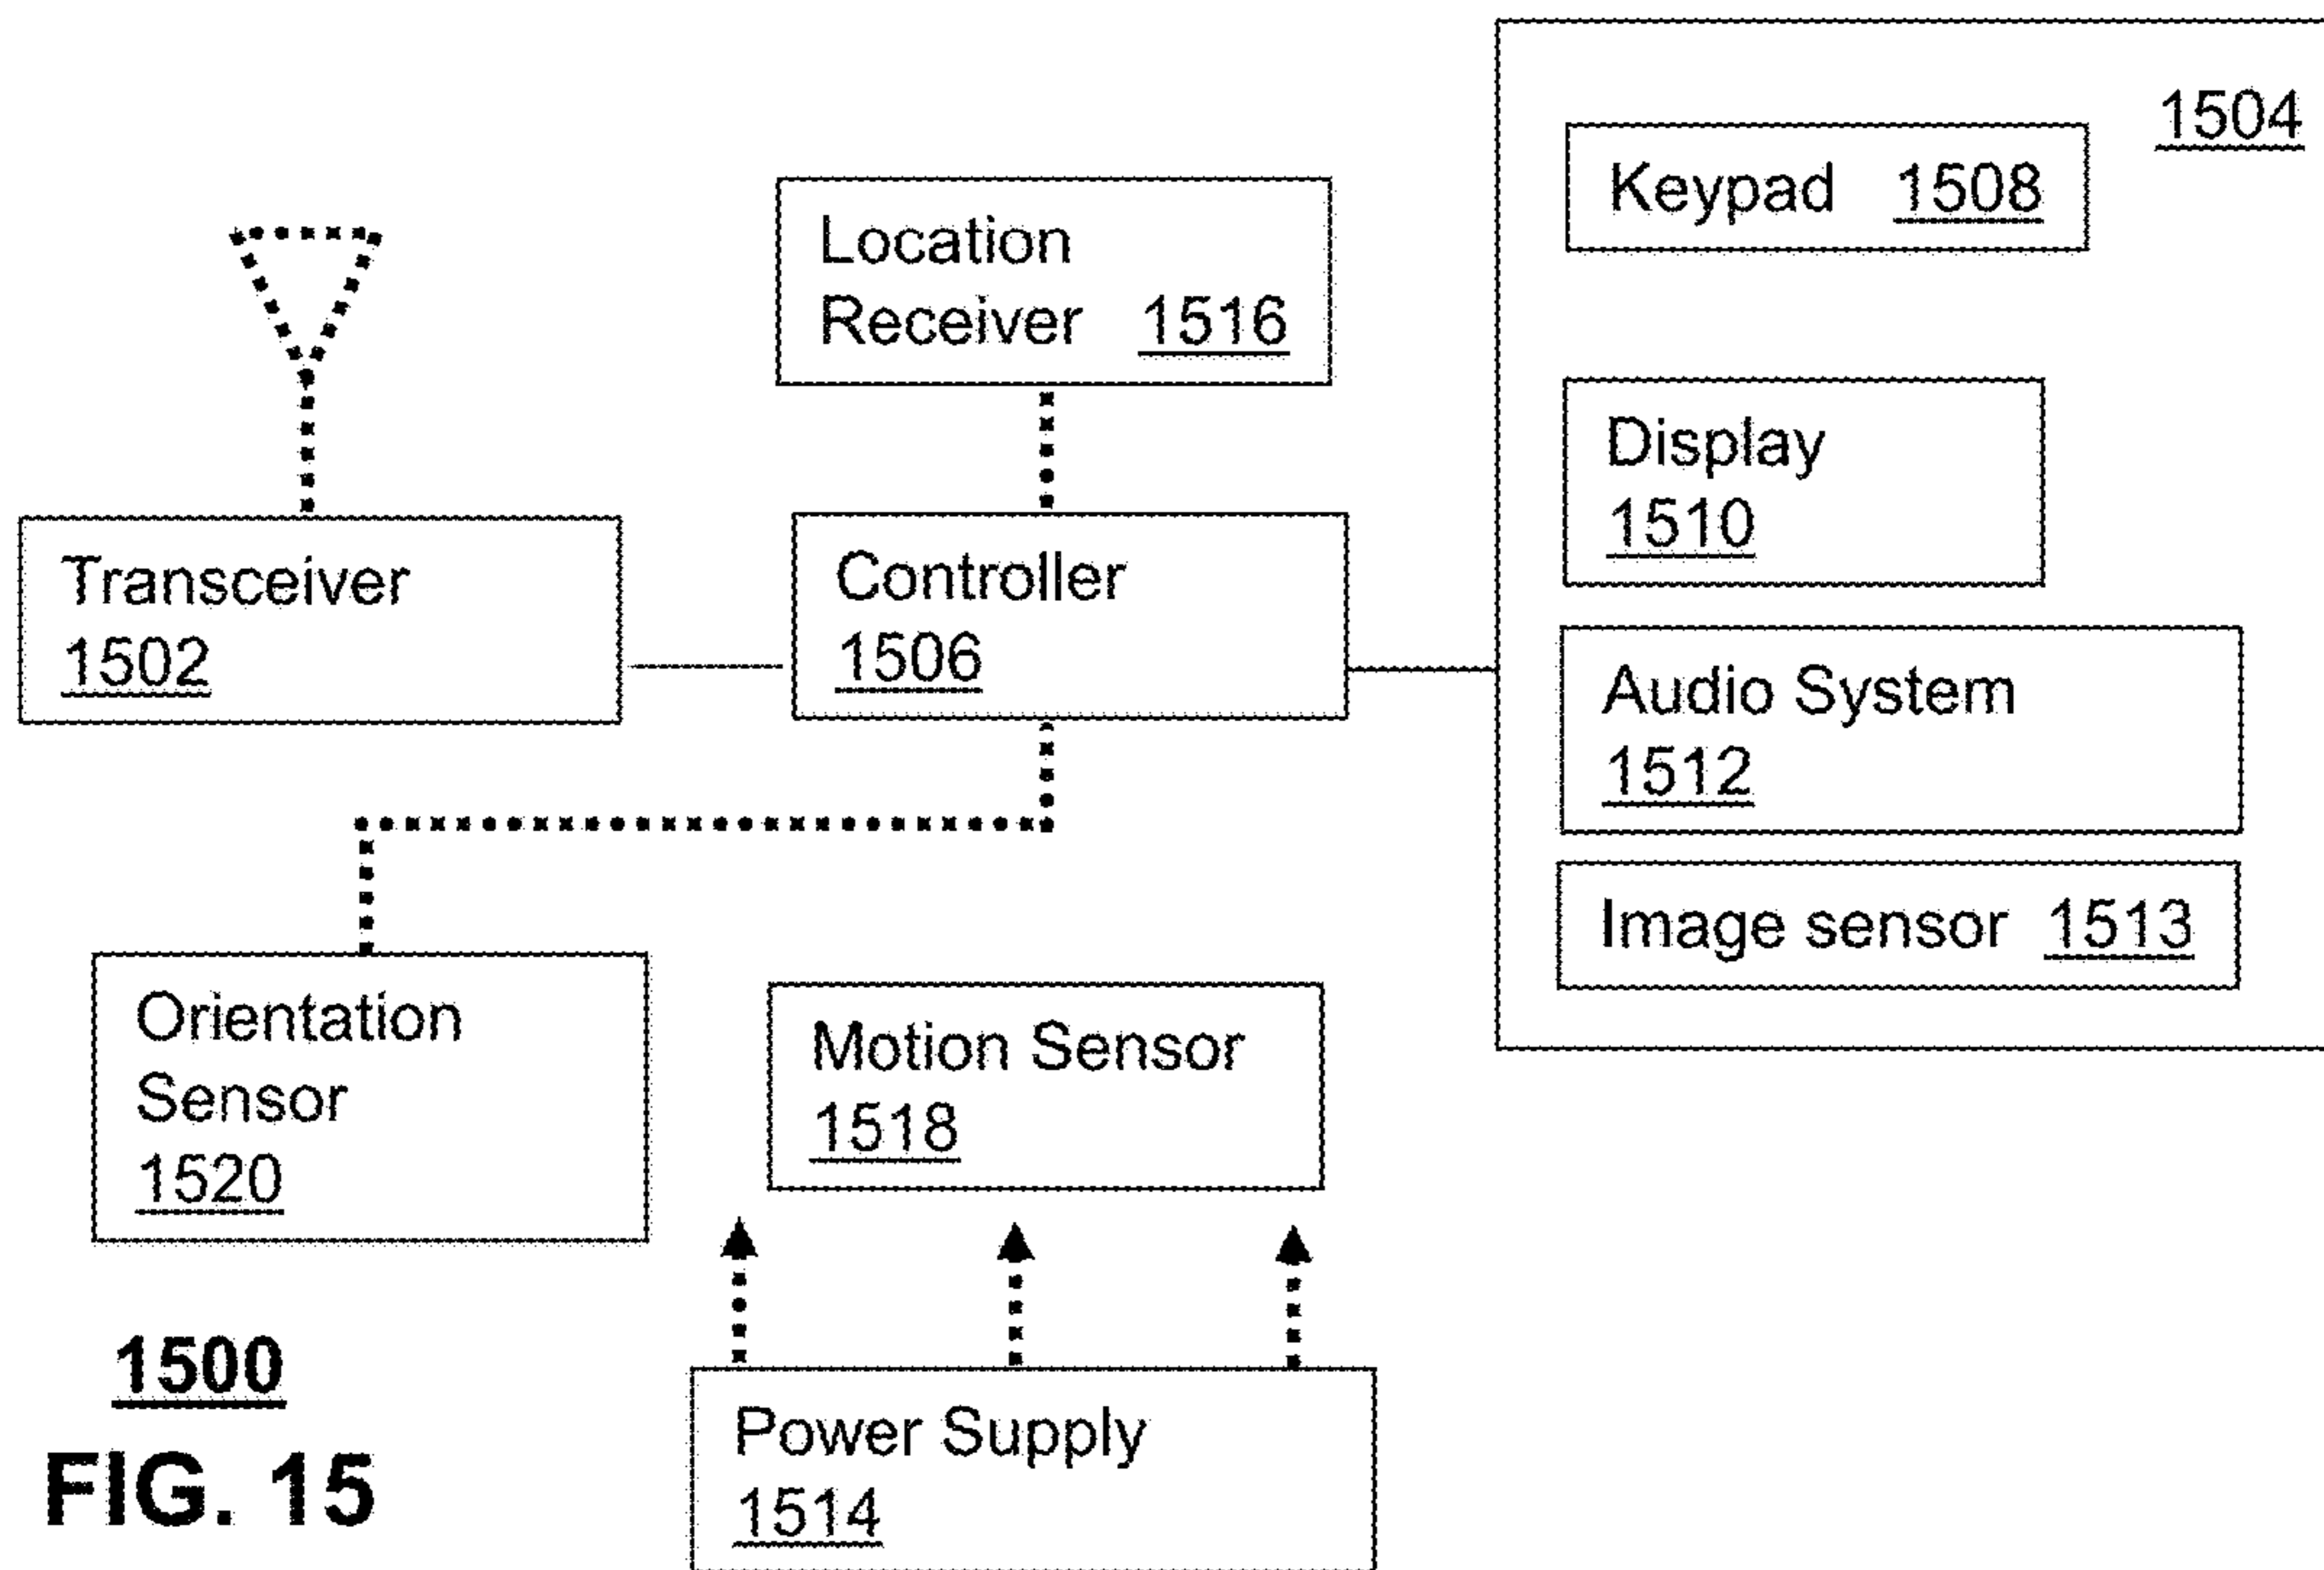 1504
Keypad 1508
Location
Receiver 1516
Display
1510
Transceiver
1502
Controller
1506
Audio System
1512
Image sensor 1513
Orientation
Sensor
1520
Motion Sensor
1518
1500
FIG. 15
Power Supply
1514